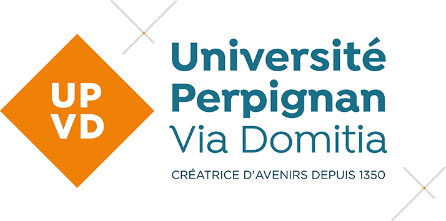 UP
VD
Université
Perpignan
Via Domitia
CRÉATRICE D'AVENIRS DEPUIS 1350